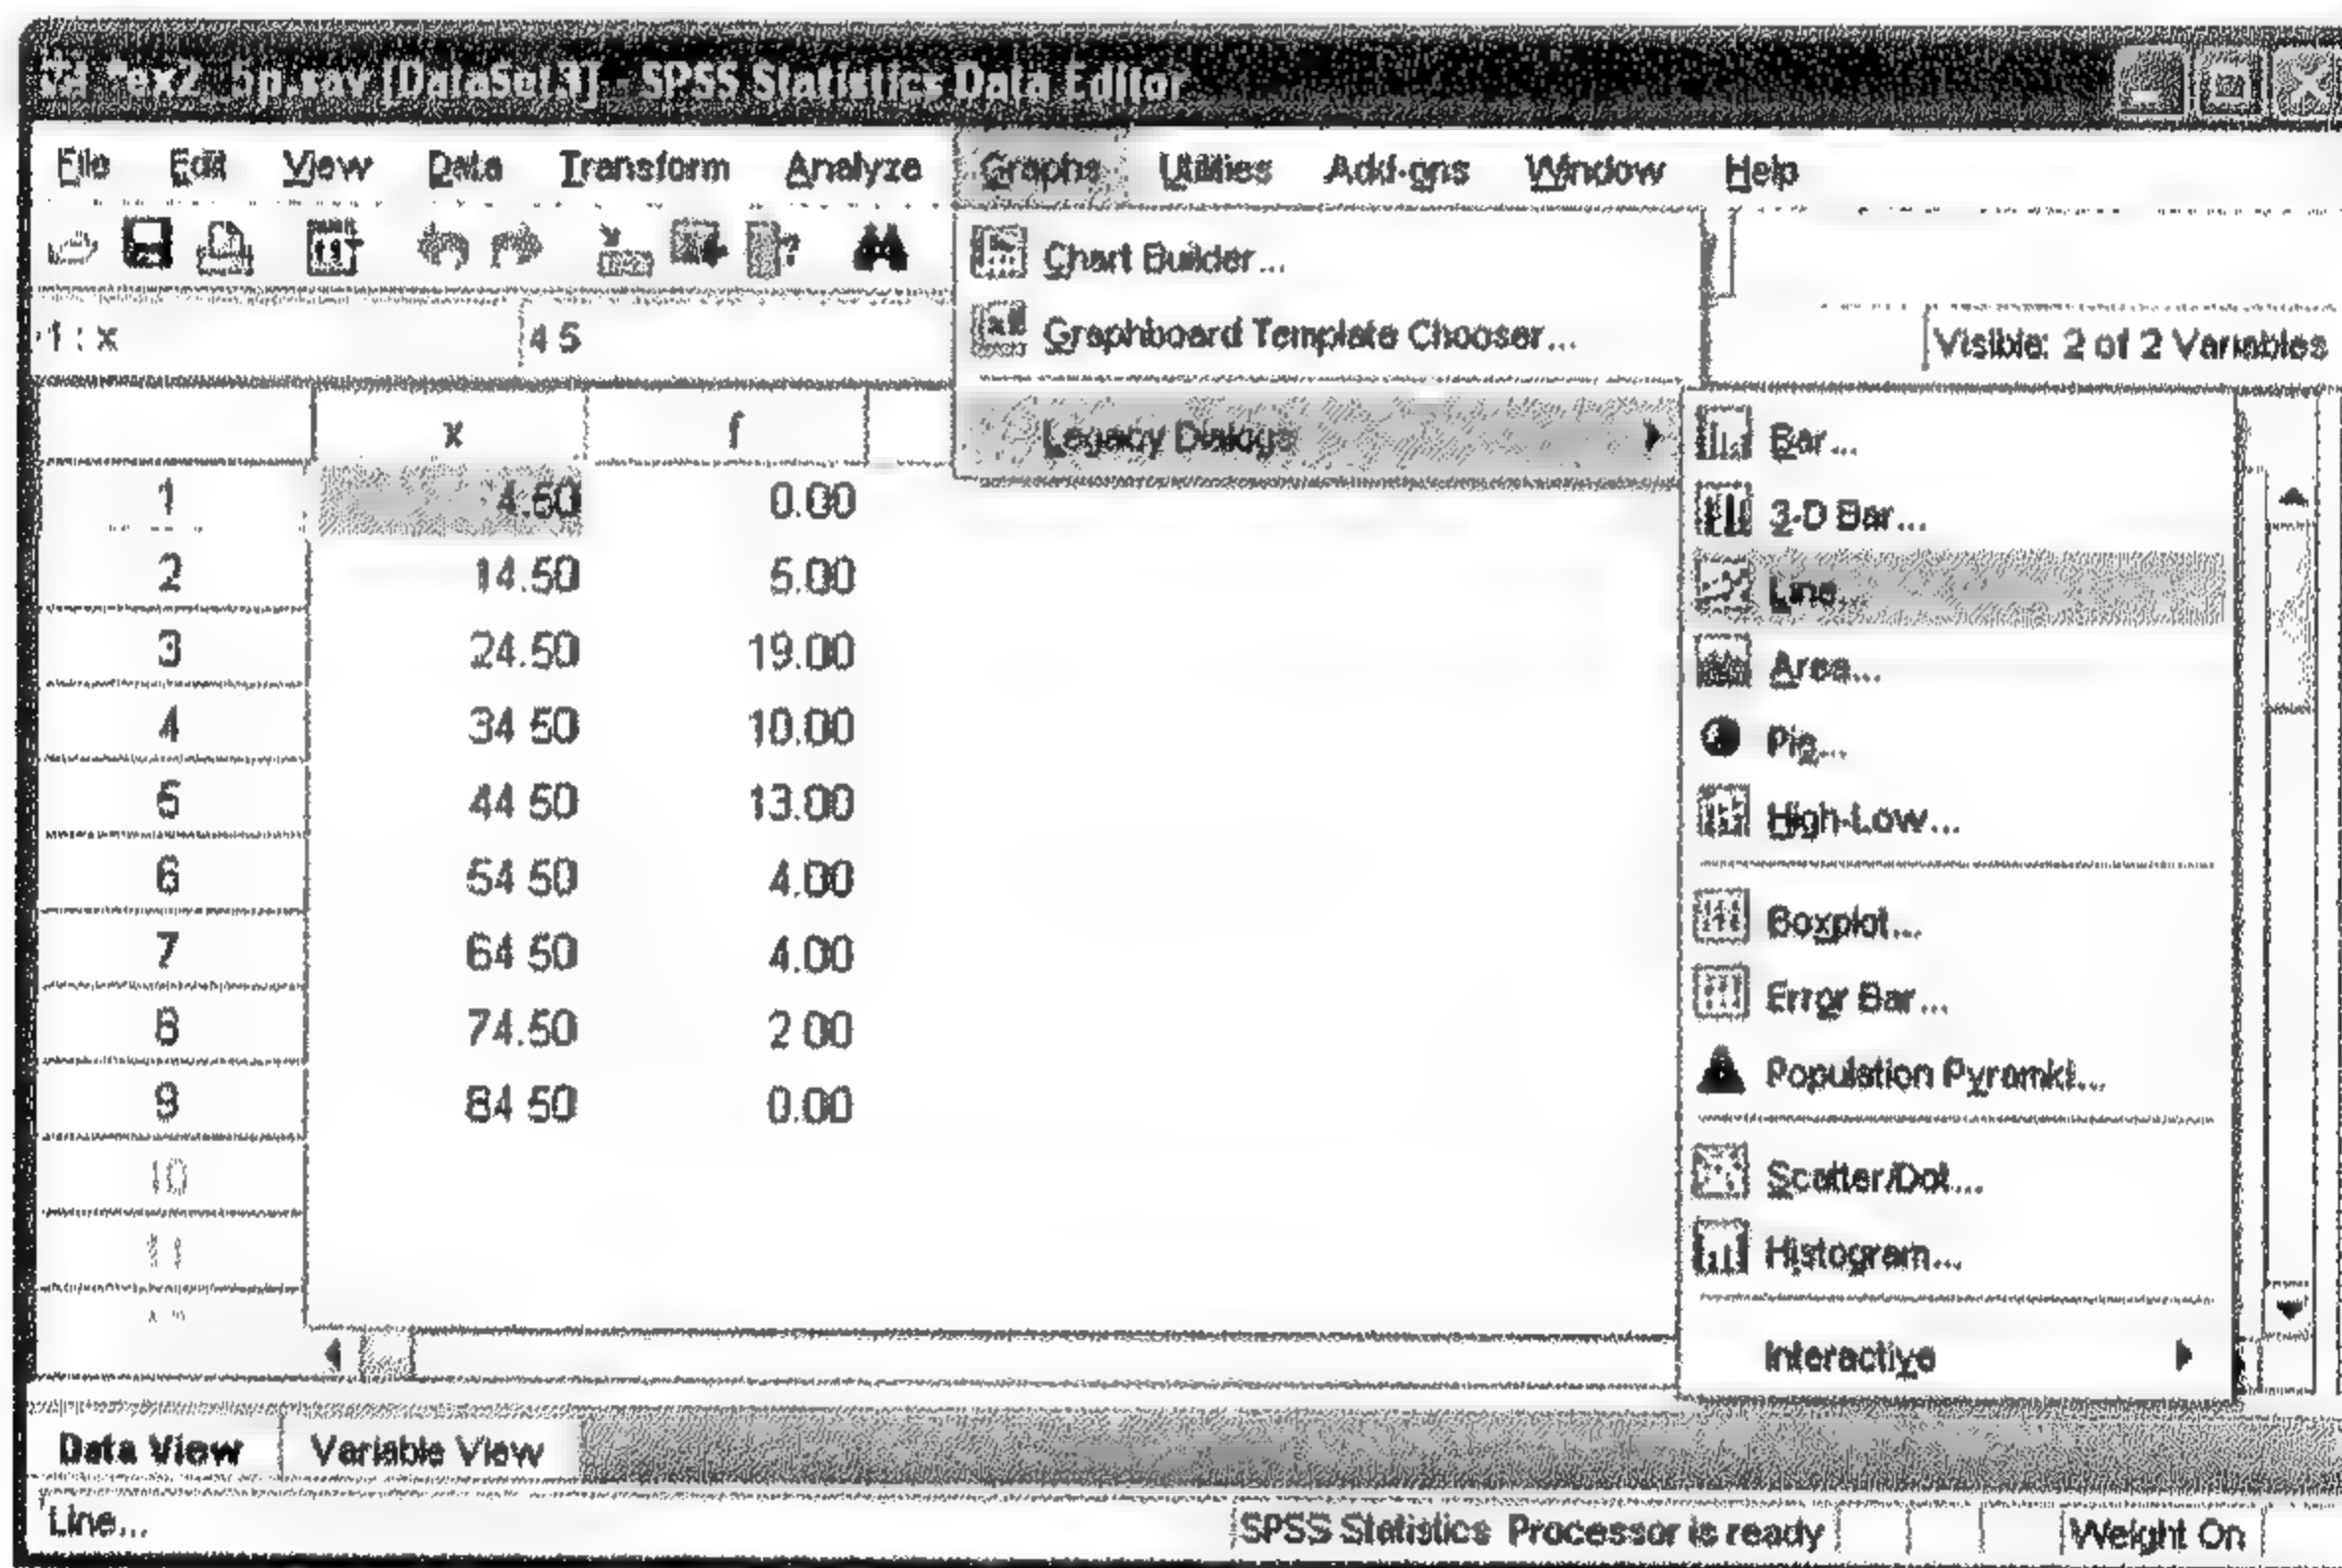 *ex2_5p.sav [DataSet3] - SPSS Statistics Data Editor
File Edit View Data Transform Analyze Graphs Utilities Add-ons Window Help
Chart Builder...
Graphboard Template Chooser...
1 : x 4.5
Visible: 2 of 2 Variables
Legacy Dialogs
x f
1 4.50 0.00
2 14.50 5.00
3 24.50 19.00
4 34.50 10.00
5 44.50 13.00
6 54.50 4.00
7 64.50 4.00
8 74.50 2.00
9 84.50 0.00
10
11
Bar...
3-D Bar...
Line...
Area...
Pie...
High-Low...
Boxplot...
Error Bar...
Population Pyramid...
Scatter/Dot...
Histogram...
Interactive
Data View Variable View
Line...
SPSS Statistics Processor is ready
Weight On